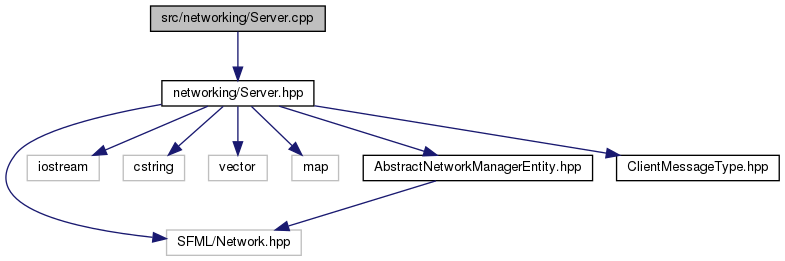 src/networking/Server.cpp
networking/Server.hpp
iostream
cstring
vector
map
AbstractNetworkManagerEntity.hpp
ClientMessageType.hpp
SFML/Network.hpp